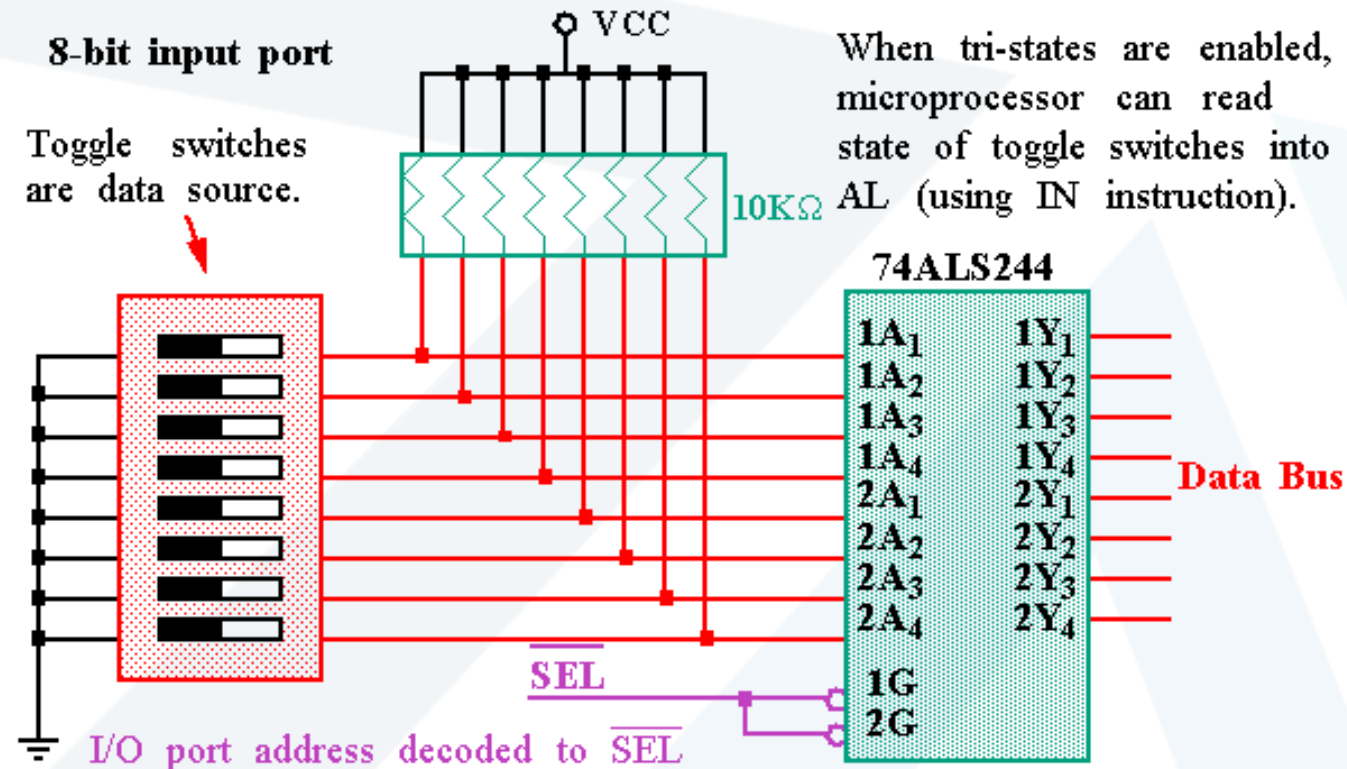 VCC
8-bit input port
When tri-states are enabled,
microprocessor can read
state of toggle switches into
AL (using IN instruction).
Toggle switches
are data source.
10KΩ
74ALS244
1A₁ 1Y₁
1A₂ 1Y₂
1A₃ 1Y₃
1A₄ 1Y₄
2A₁ 2Y₁
2A₂ 2Y₂
2A₃ 2Y₃
2A₄ 2Y₄
Data Bus
S̅E̅L̅
1G
2G
I/O port address decoded to S̅E̅L̅